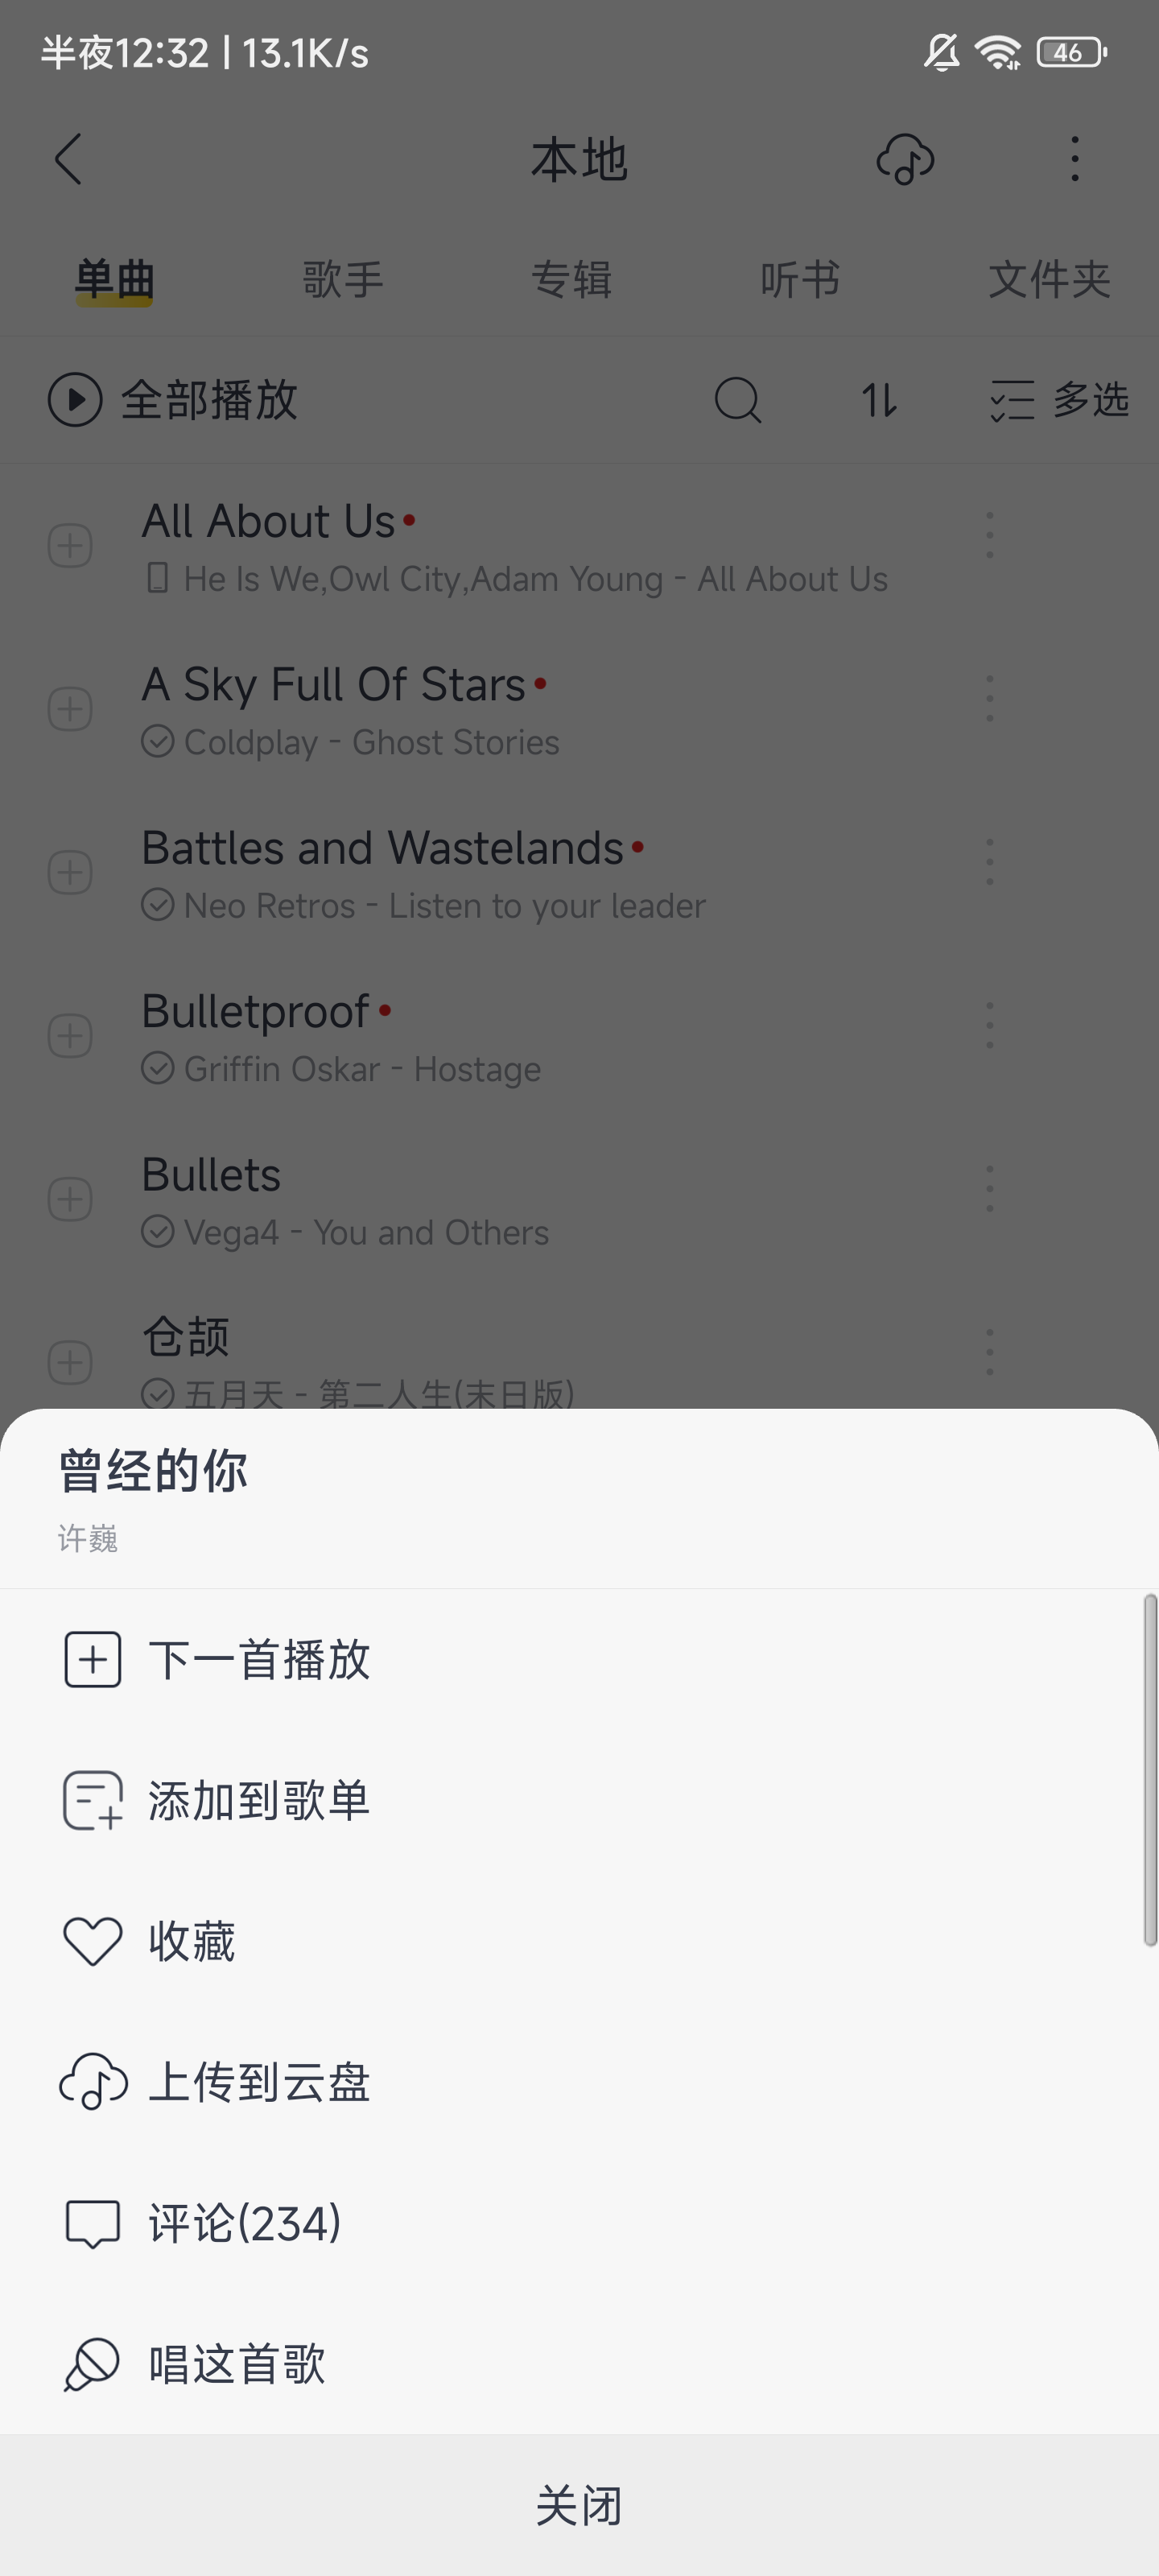 半夜12:32 | 13.1K/s 46
本地
单曲 歌手 专辑 听书 文件夹
全部播放 多选
All About Us
He Is We,Owl City,Adam Young - All About Us
A Sky Full Of Stars
Coldplay - Ghost Stories
Battles and Wastelands
Neo Retros - Listen to your leader
Bulletproof
Griffin Oskar - Hostage
Bullets
Vega4 - You and Others
仓颉
五月天 - 第二人生(末日版)
曾经的你
许巍
下一首播放
添加到歌单
收藏
上传到云盘
评论(234)
唱这首歌
关闭